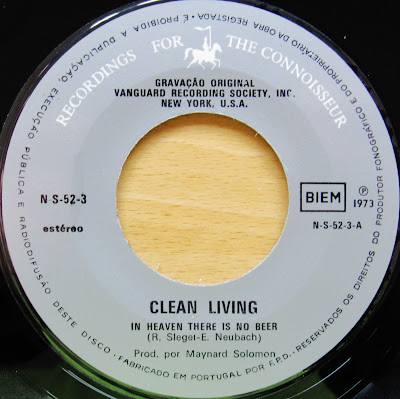 RECORDINGS FOR THE CONNOISSEUR
GRAVAÇÃO ORIGINAL
VANGUARD RECORDING SOCIETY, INC.
NEW YORK, U.S.A.
N-S-52-3
estéreo
BIEM
Ⓟ
1973
N-S-52-3-A
CLEAN LIVING
IN HEAVEN THERE IS NO BEER
(R. Slegel-E. Neubach)
Prod. por Maynard Solomon
RESERVADOS OS DIREITOS DO PRODUTOR FONOGRÁFICO E DO PROPRIETÁRIO DA OBRA REGISTADA. É PROIBIDA A DUPLICAÇÃO, EXECUÇÃO PÚBLICA E RADIODIFUSÃO DESTE DISCO - FABRICADO EM PORTUGAL POR F.P.D.-